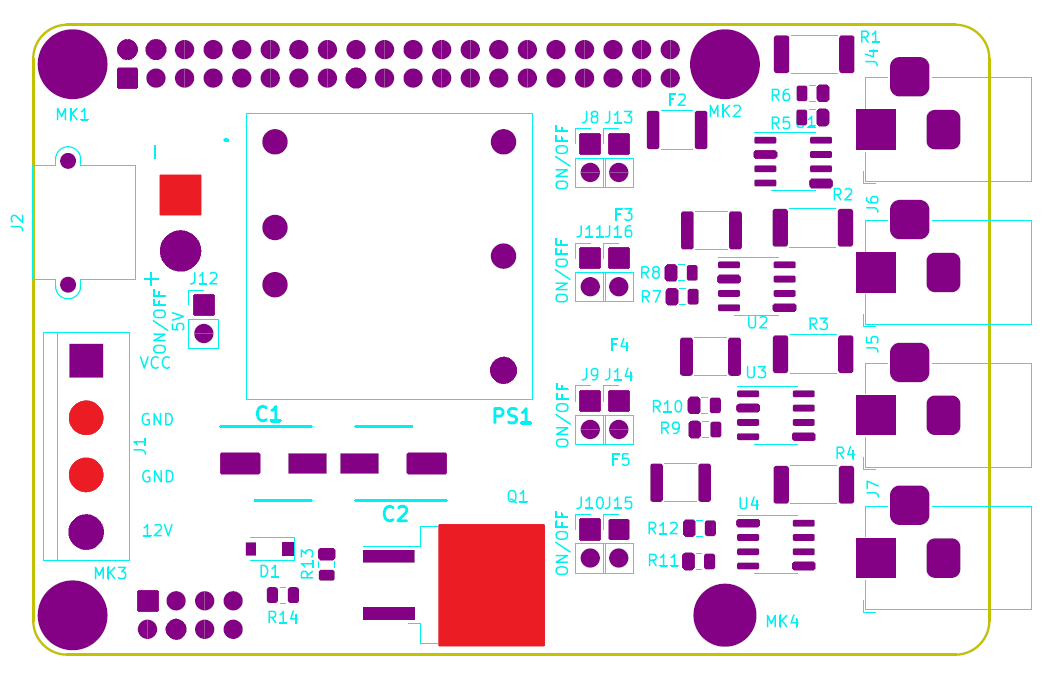 R1
J4
MK1
MK2
F2
R6
R5
U1
J8 J13
ON/OFF
R2
J6
J2
-
+
J12
ON/OFF
5V
F3
J11 J16
ON/OFF
R8
R7
U2
R3
J5
F4
VCC
GND
GND
12V
J1
C1
PS1
C2
J9 J14
ON/OFF
U3
R10
R9
R4
J7
F5
Q1
J10 J15
ON/OFF
U4
R12
R11
MK3
D1
R13
R14
MK4